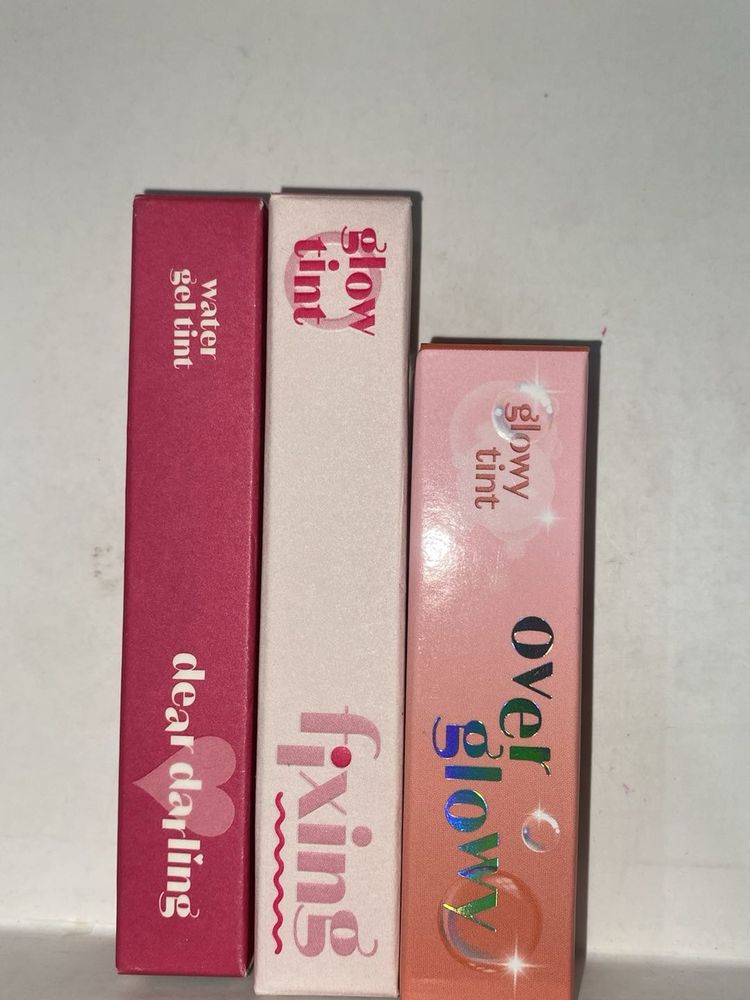 water
gel tint
dear darling
glow
tint
fixing
glowy
tint
over
glowy